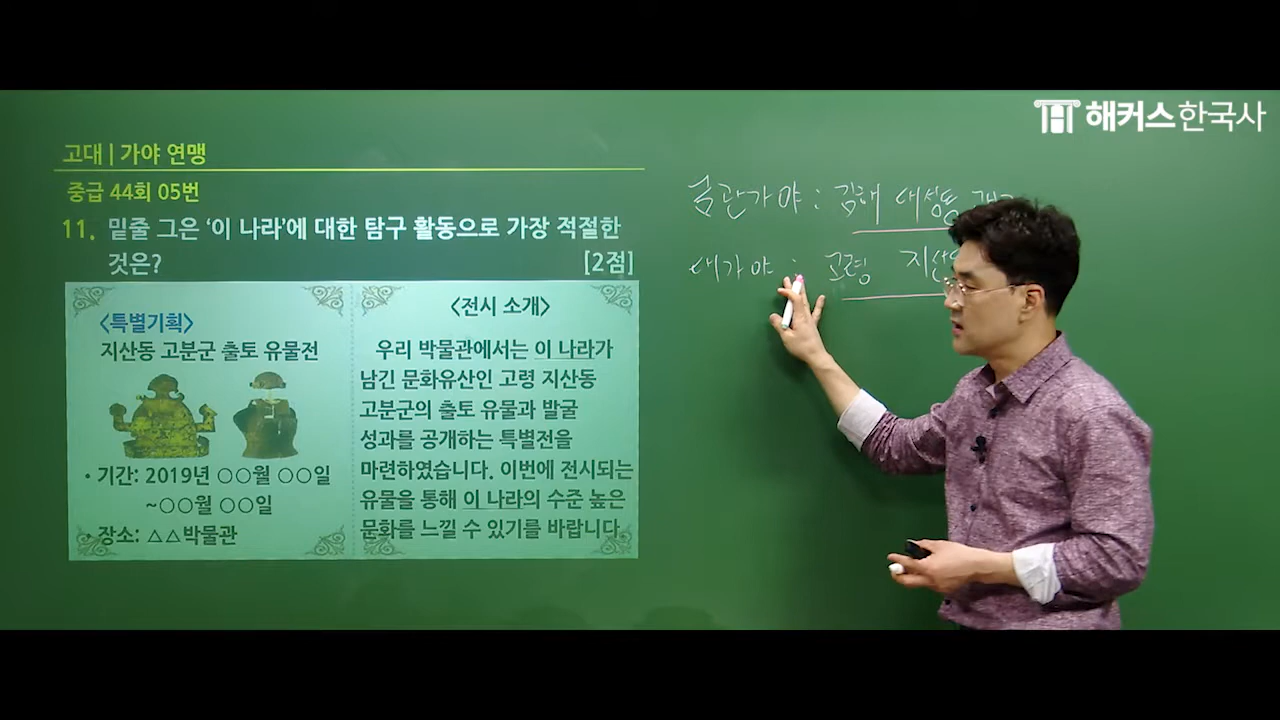 해커스한국사
고대 | 가야 연맹
중급 44회 05번
11. 밑줄 그은 ‘이 나라’에 대한 탐구 활동으로 가장 적절한
것은? [2점]
<특별기획>
지산동 고분군 출토 유물전
• 기간: 2019년 ○○월 ○○일
~○○월 ○○일
• 장소: △△박물관
<전시 소개>
우리 박물관에서는 이 나라가
남긴 문화유산인 고령 지산동
고분군의 출토 유물과 발굴
성과를 공개하는 특별전을
마련하였습니다. 이번에 전시되는
유물을 통해 이 나라의 수준 높은
문화를 느낄 수 있기를 바랍니다.
금관가야 : 김해 대성동
대가야 : 고령 지산